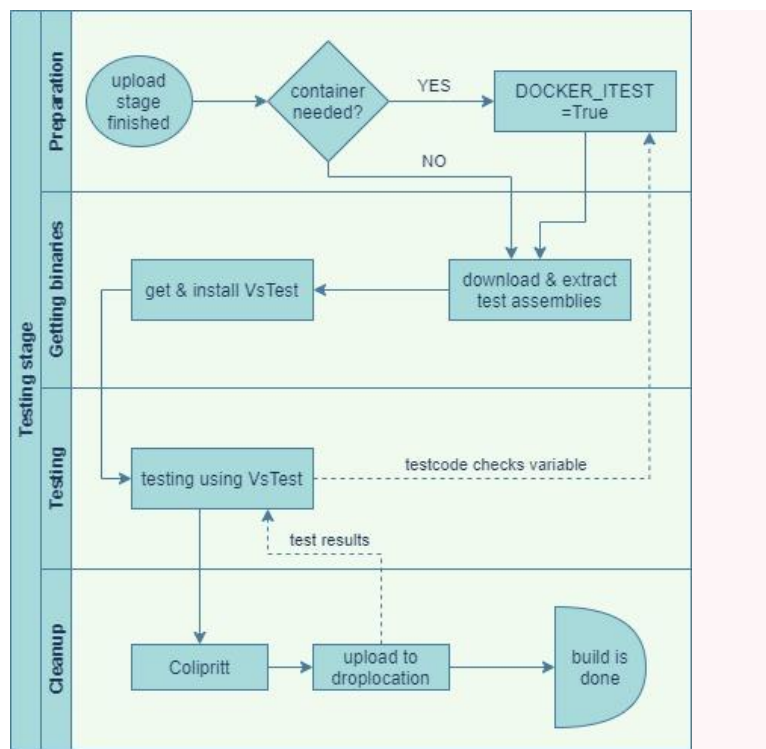 Testing stage
Preparation
upload
stage
finished
container
needed?
YES
NO
DOCKER_ITEST
=True
Getting binaries
get & install VsTest
download & extract
test assemblies
Testing
testing using VsTest
testcode checks variable
test results
Cleanup
Colipritt
upload to
droplocation
build is
done